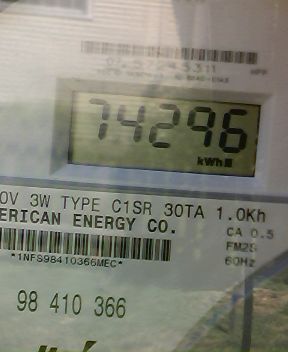 74296
kWh
0V 3W TYPE C1SR 30TA 1.0Kh
ERICAN ENERGY CO.
CA 0.5
FM2S
60Hz
*1NFS98410366MEC*
98 410 366